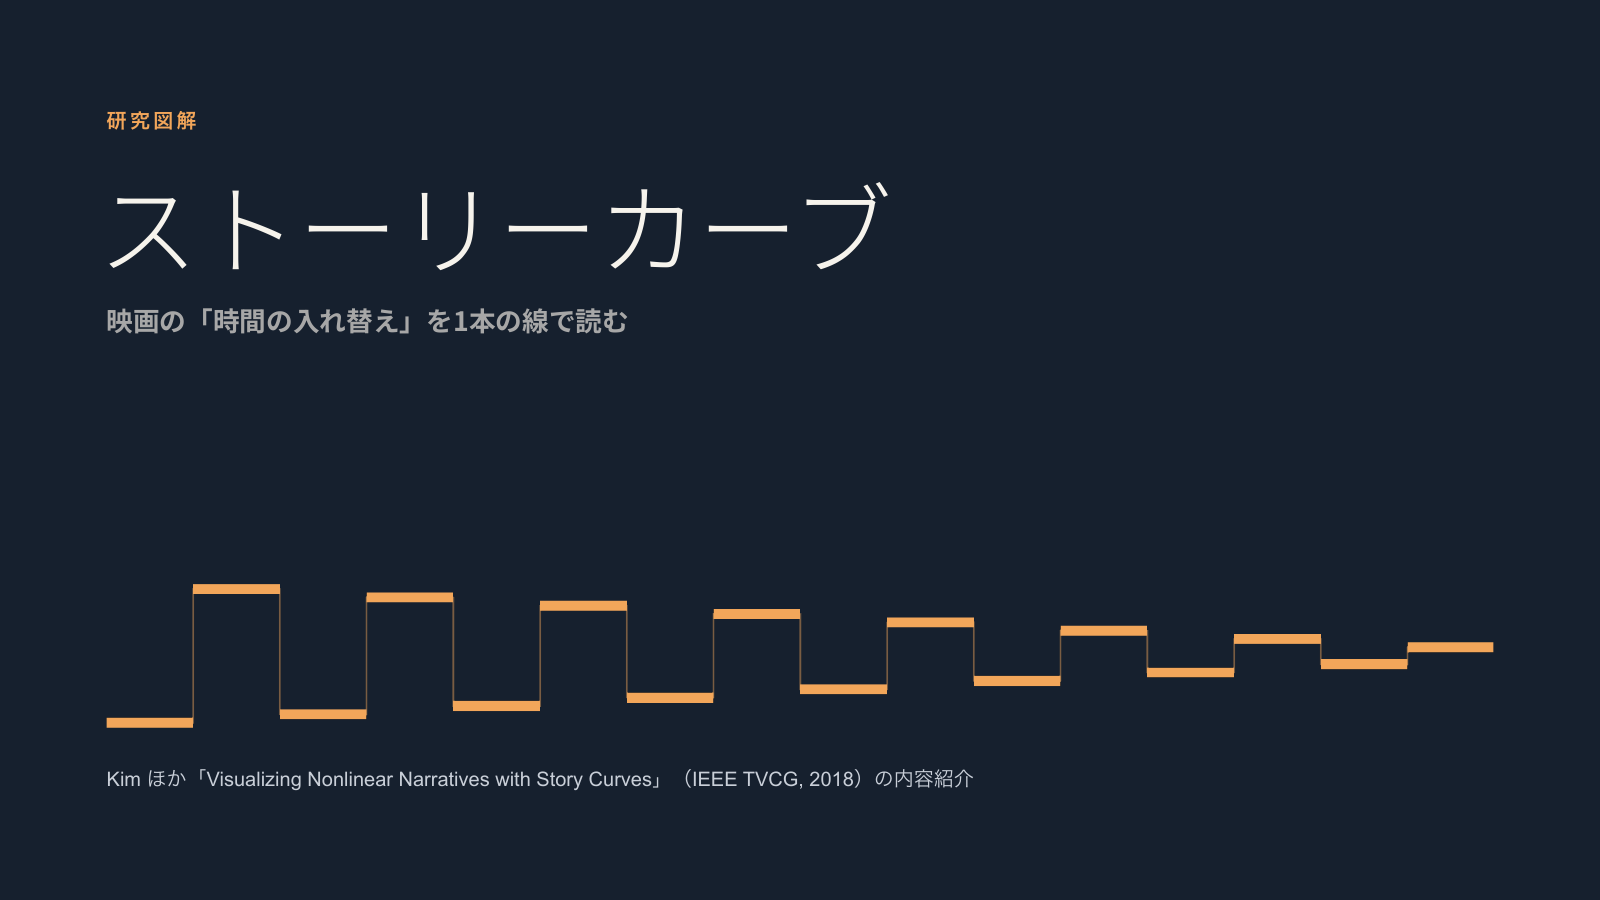 研究図解
ストーリーカーブ
映画の「時間の入れ替え」を1本の線で読む
Kim ほか「Visualizing Nonlinear Narratives with Story Curves」（IEEE TVCG, 2018）の内容紹介